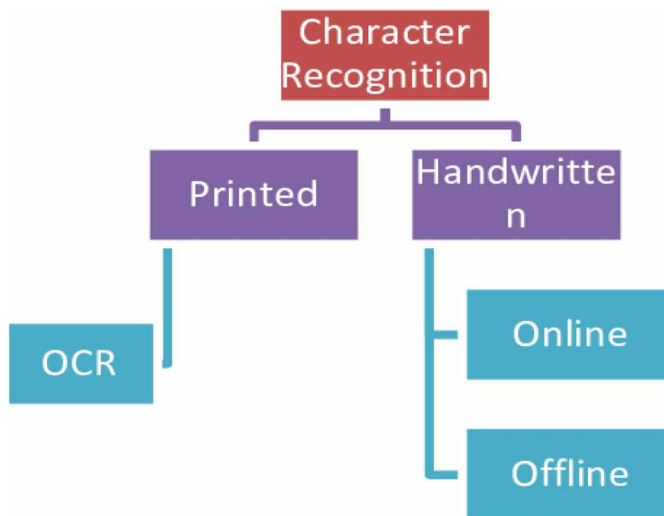 Character
Recognition
Printed
Handwritte
n
OCR
Online
Offline